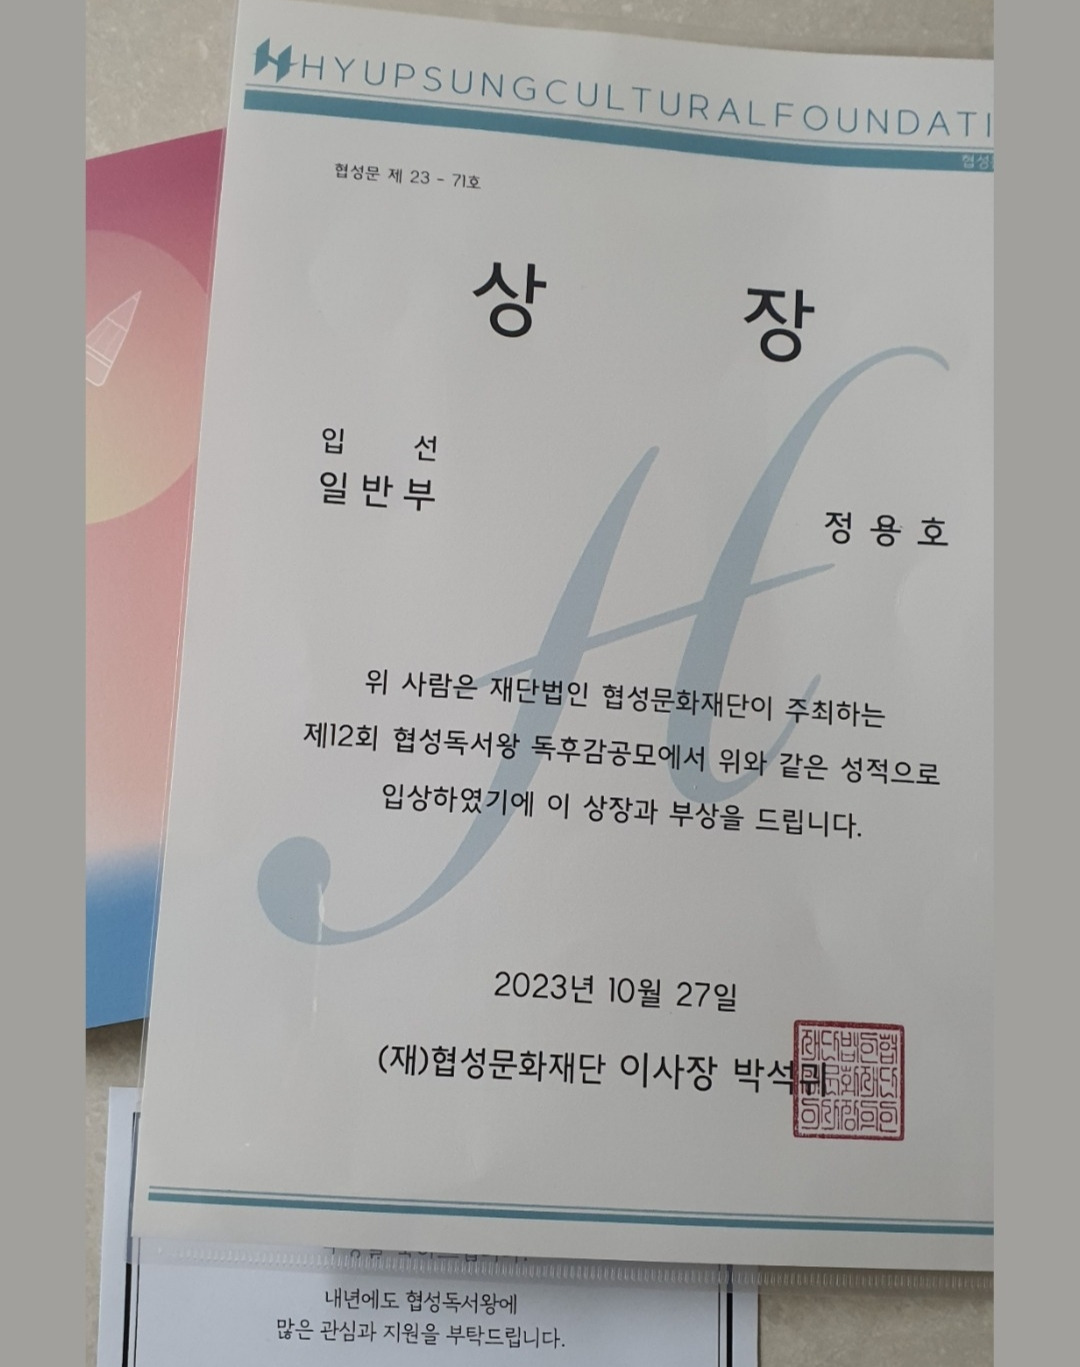 HYUPSUNGCULTURALFOUNDATI
협성
협성문 제 23 - 71호
상 장
입 선
일반부
정용호
위 사람은 재단법인 협성문화재단이 주최하는
제12회 협성독서왕 독후감공모에서 위와 같은 성적으로
입상하였기에 이 상장과 부상을 드립니다.
2023년 10월 27일
(재)협성문화재단 이사장 박석귀
내년에도 협성독서왕에
많은 관심과 지원을 부탁드립니다.